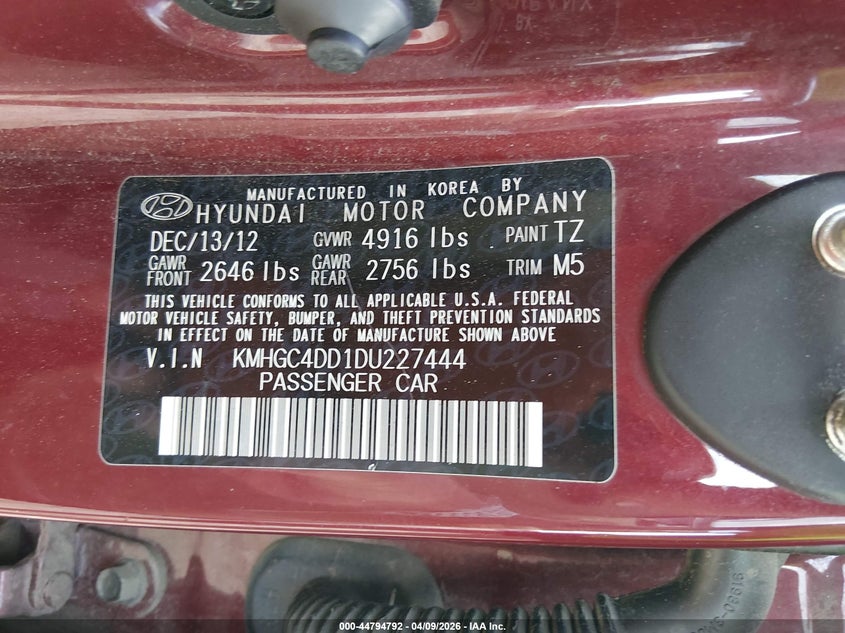 MANUFACTURED IN KOREA BY
HYUNDAI MOTOR COMPANY
DEC/13/12 GVWR 4916 lbs PAINT TZ
GAWR FRONT 2646 lbs GAWR REAR 2756 lbs TRIM M5
THIS VEHICLE CONFORMS TO ALL APPLICABLE U.S.A. FEDERAL
MOTOR VEHICLE SAFETY, BUMPER, AND THEFT PREVENTION STANDARDS
IN EFFECT ON THE DATE OF MANUFACTURE SHOWN ABOVE
V.I.N KMHGC4DD1DU227444
PASSENGER CAR
000-44794792 | 04/09/2026 | IAA Inc.